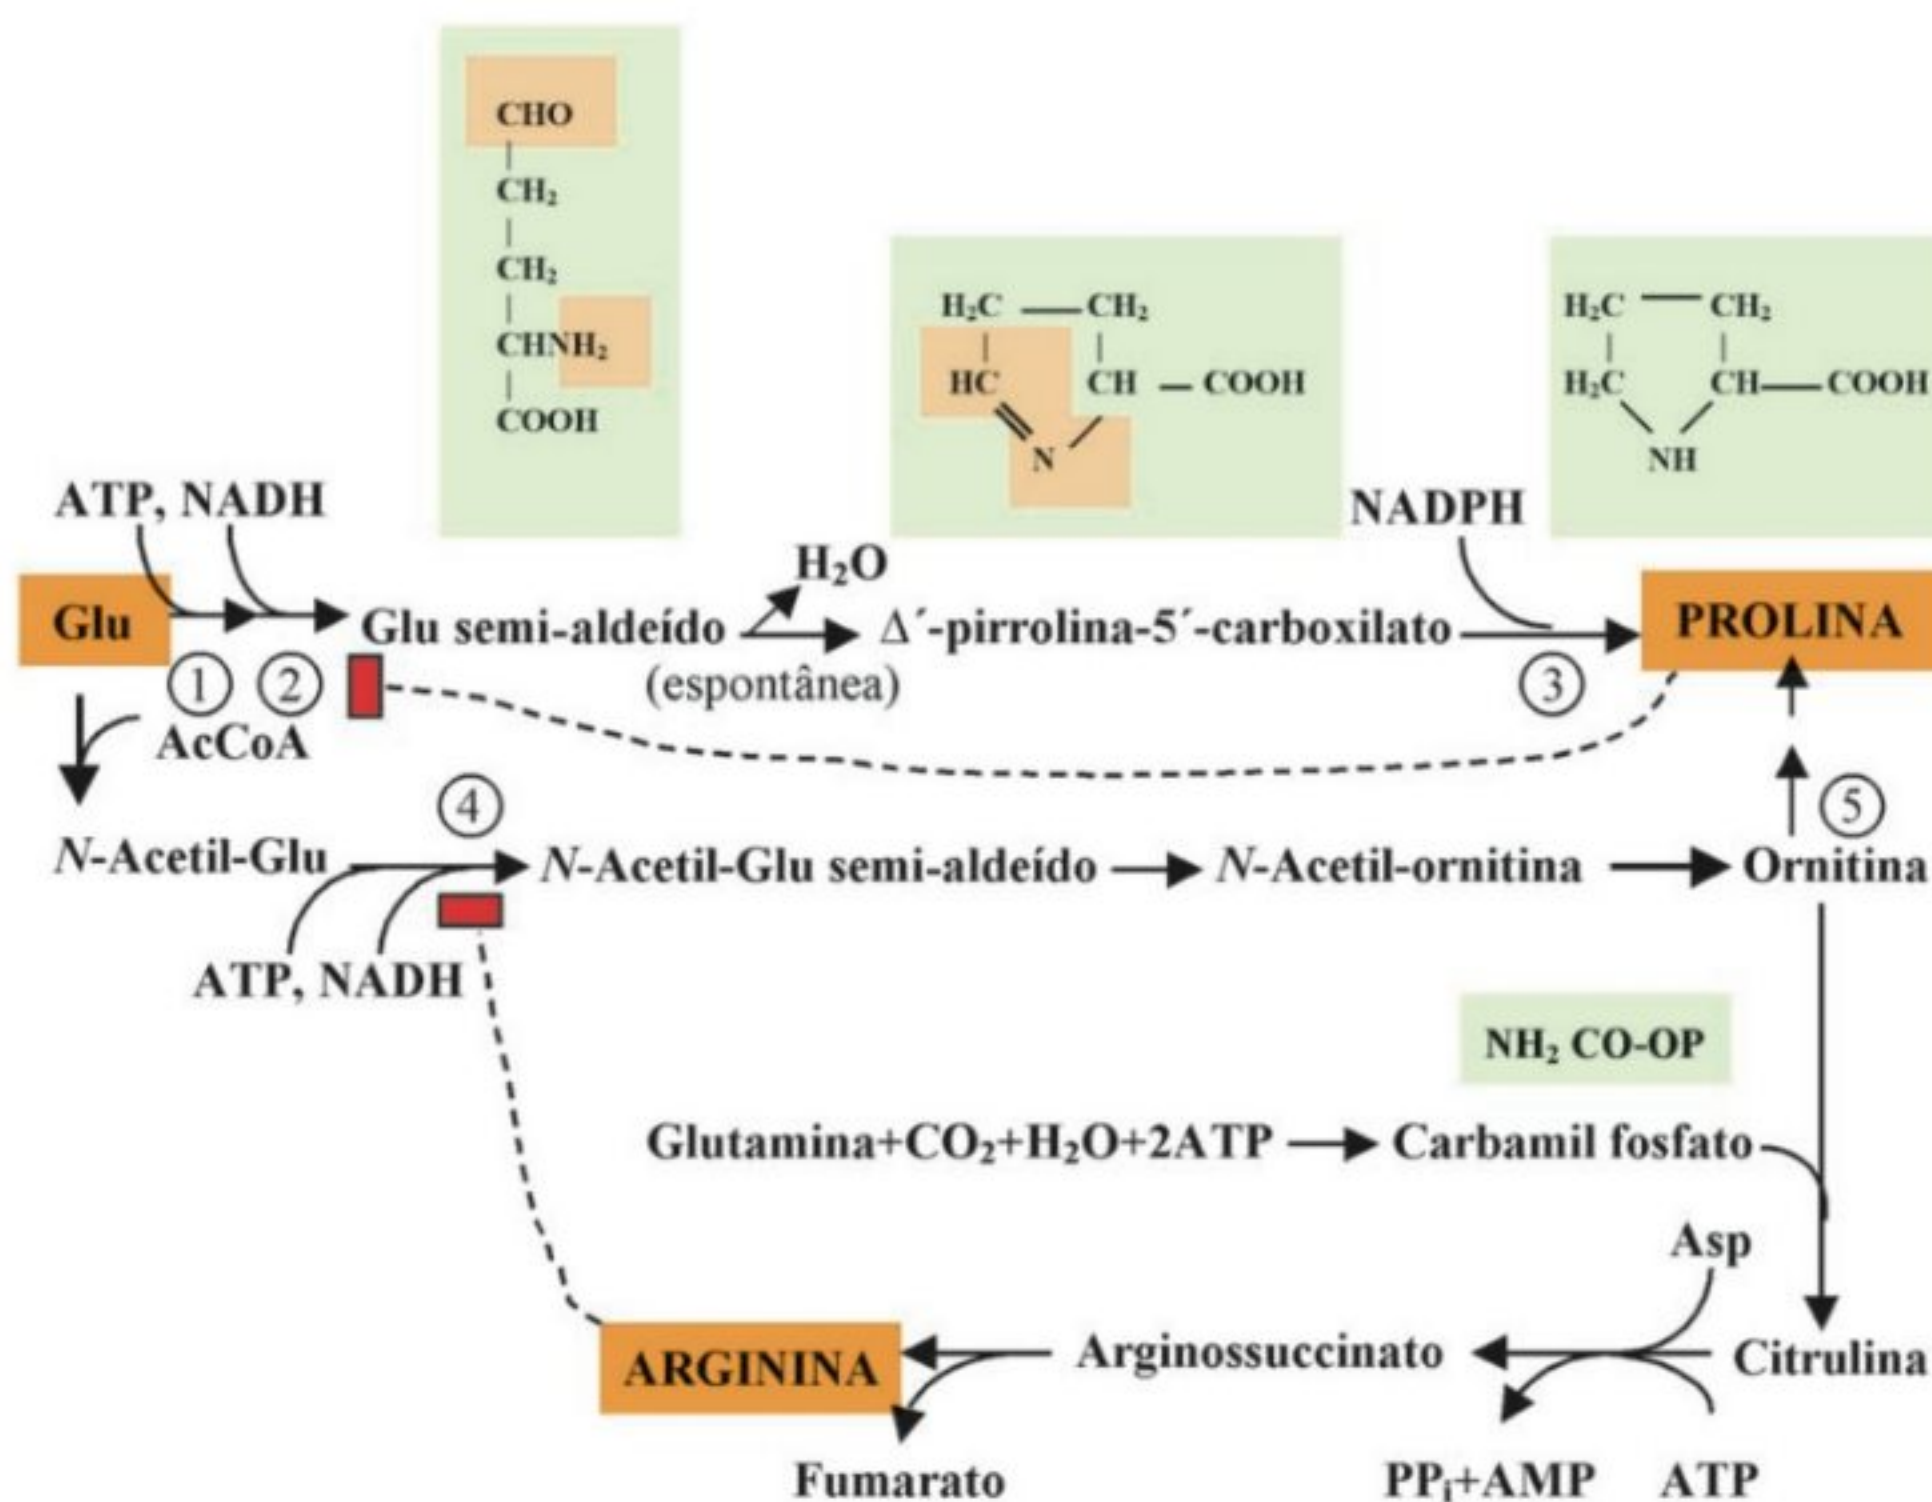 CHO
|
CH₂
|
CH₂
|
CHNH₂
|
COOH
H₂C — CH₂
HC CH — COOH
N
H₂C — CH₂
H₂C CH — COOH
NH
ATP, NADH
H₂O
NADPH
Glu
Glu semi-aldeído
Δ´-pirrolina-5´-carboxilato
PROLINA
(espontânea)
1
2
3
AcCoA
4
5
N-Acetil-Glu
N-Acetil-Glu semi-aldeído
N-Acetil-ornitina
Ornitina
ATP, NADH
NH₂ CO-OP
Glutamina+CO₂+H₂O+2ATP
Carbamil fosfato
Asp
ARGININA
Arginossuccinato
Citrulina
Fumarato
PPᵢ+AMP
ATP